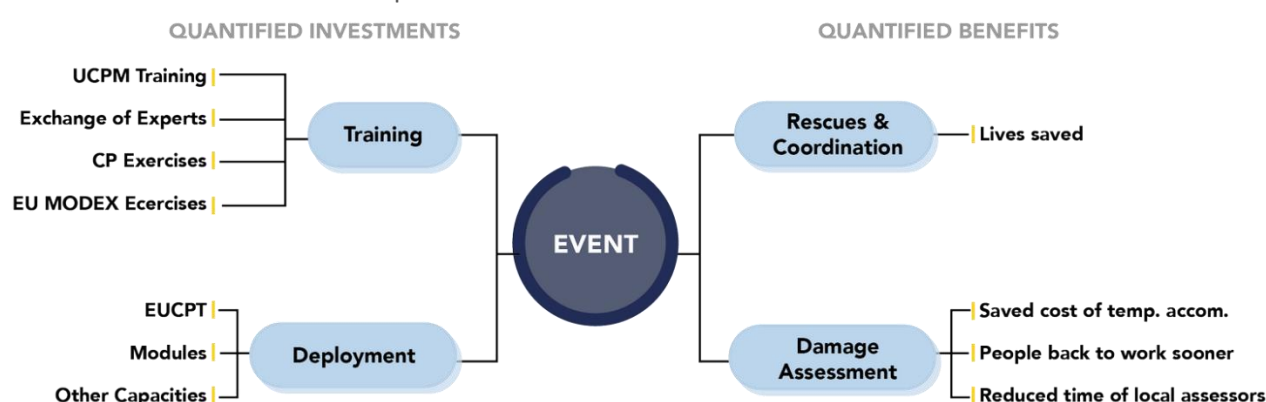 QUANTIFIED INVESTMENTS
QUANTIFIED BENEFITS
UCPM Training
Exchange of Experts
CP Exercises
EU MODEX Ecercises
Training
EUCPT
Modules
Other Capacities
Deployment
EVENT
Rescues &
Coordination
Lives saved
Damage
Assessment
Saved cost of temp. accom.
People back to work sooner
Reduced time of local assessors